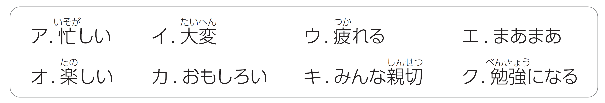 ア．忙しい　イ．大変　ウ．疲れる　エ．まあまあ
オ．楽しい　カ．おもしろい　キ．みんな親切　ク．勉強になる